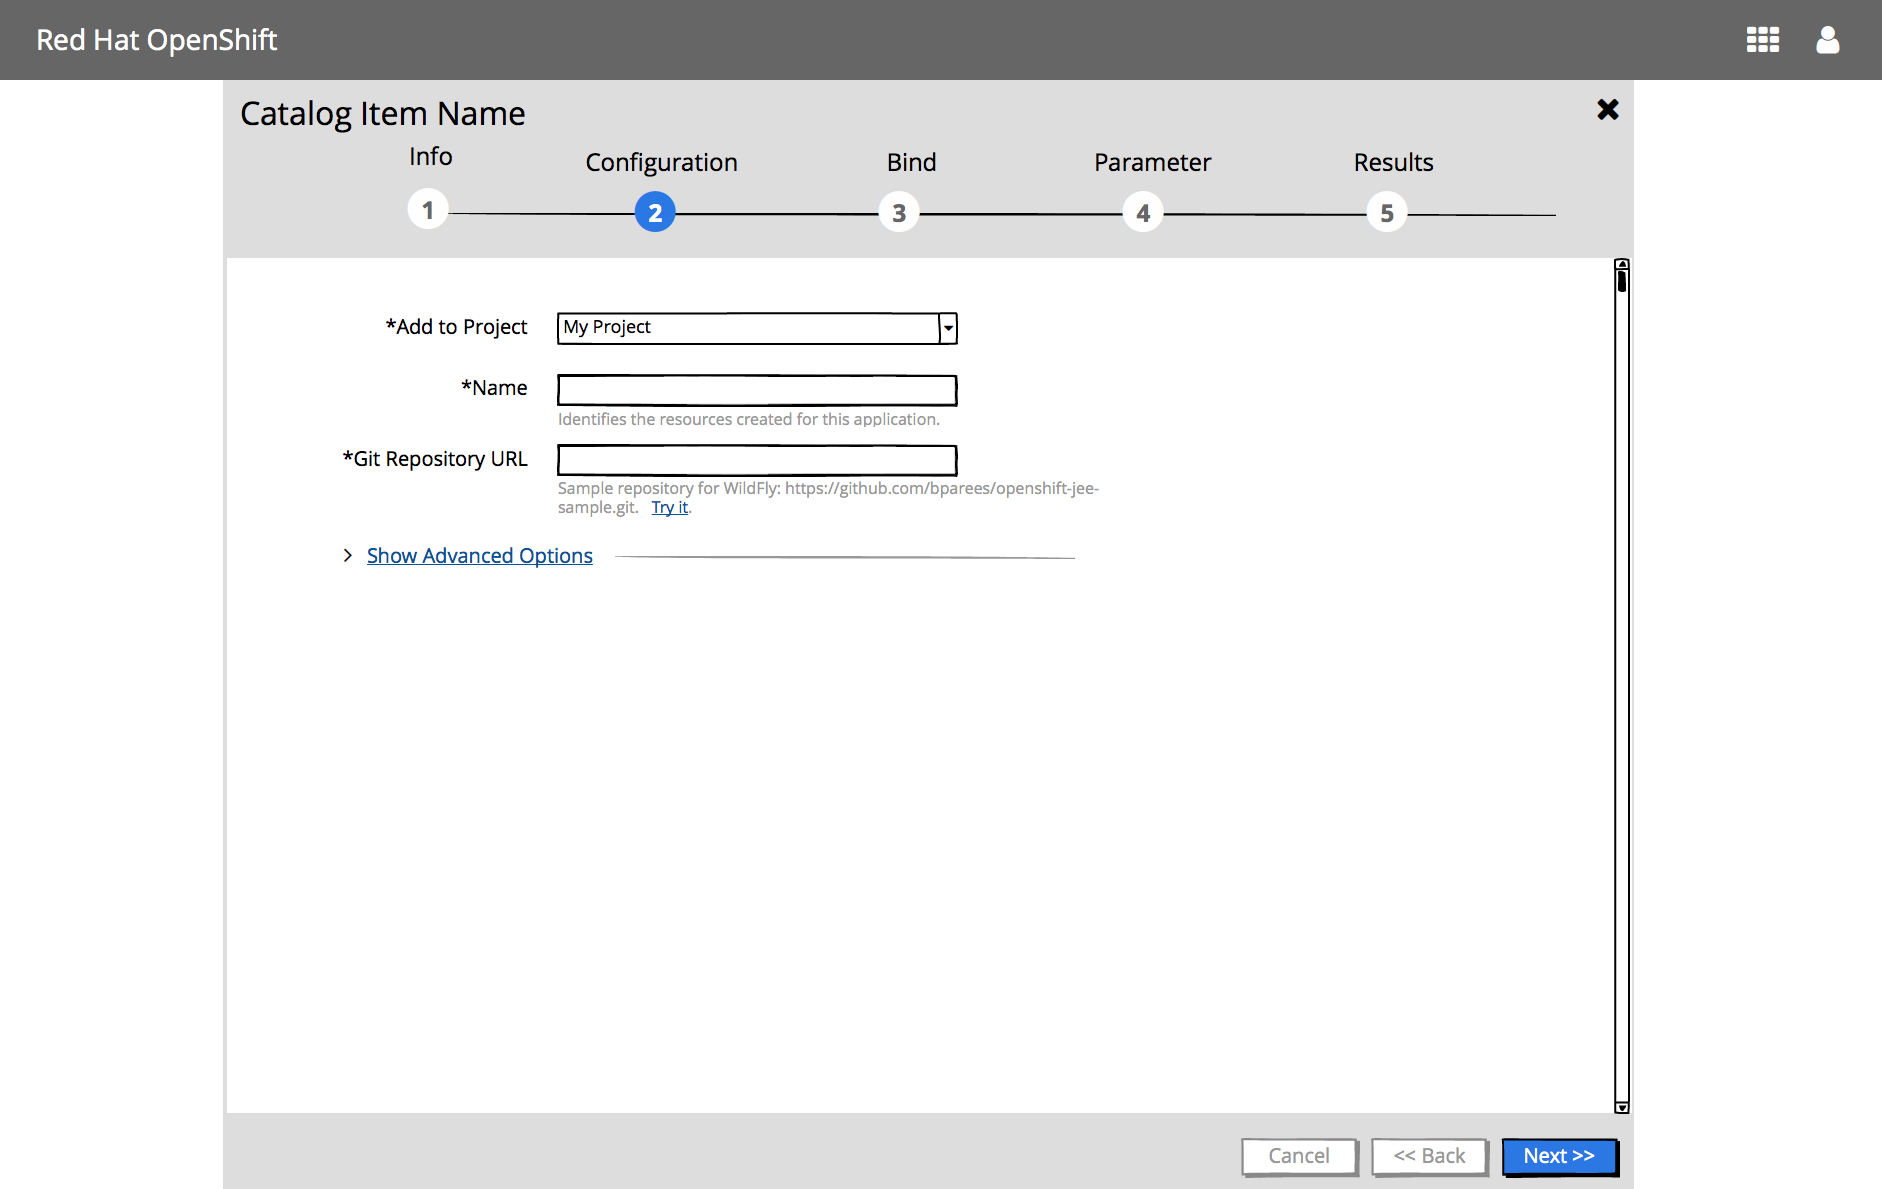 Red Hat OpenShift
Catalog Item Name
Info
Configuration
Bind
Parameter
Results
1
2
3
4
5
*Add to Project
My Project
*Name
Identifies the resources created for this application.
*Git Repository URL
Sample repository for WildFly: https://github.com/bparees/openshift-jee-
sample.git. Try it.
> Show Advanced Options
Cancel
<< Back
Next >>